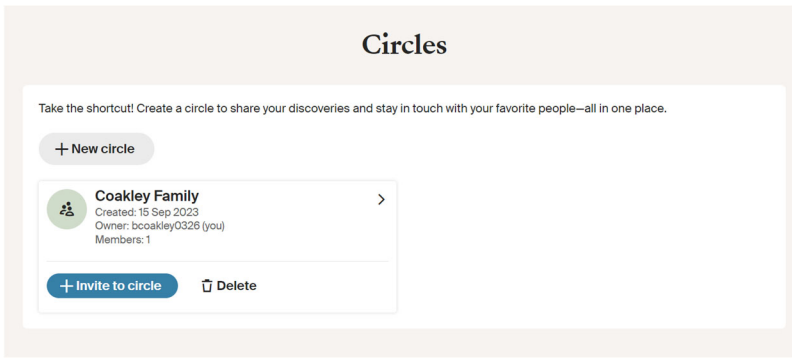 Circles
Take the shortcut! Create a circle to share your discoveries and stay in touch with your favorite people—all in one place.
+ New circle
Coakley Family
Created: 15 Sep 2023
Owner: bcoakley0326 (you)
Members: 1
+ Invite to circle
Delete